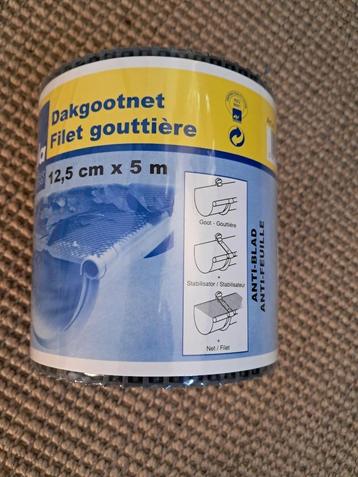 Dakgootnet
Filet gouttière
12,5 cm x 5 m
Goot - Gouttière
+
Stabilisator / Stabilisateur
+
Net / Filet
ANTI-BLAD
ANTI-FEUILLE